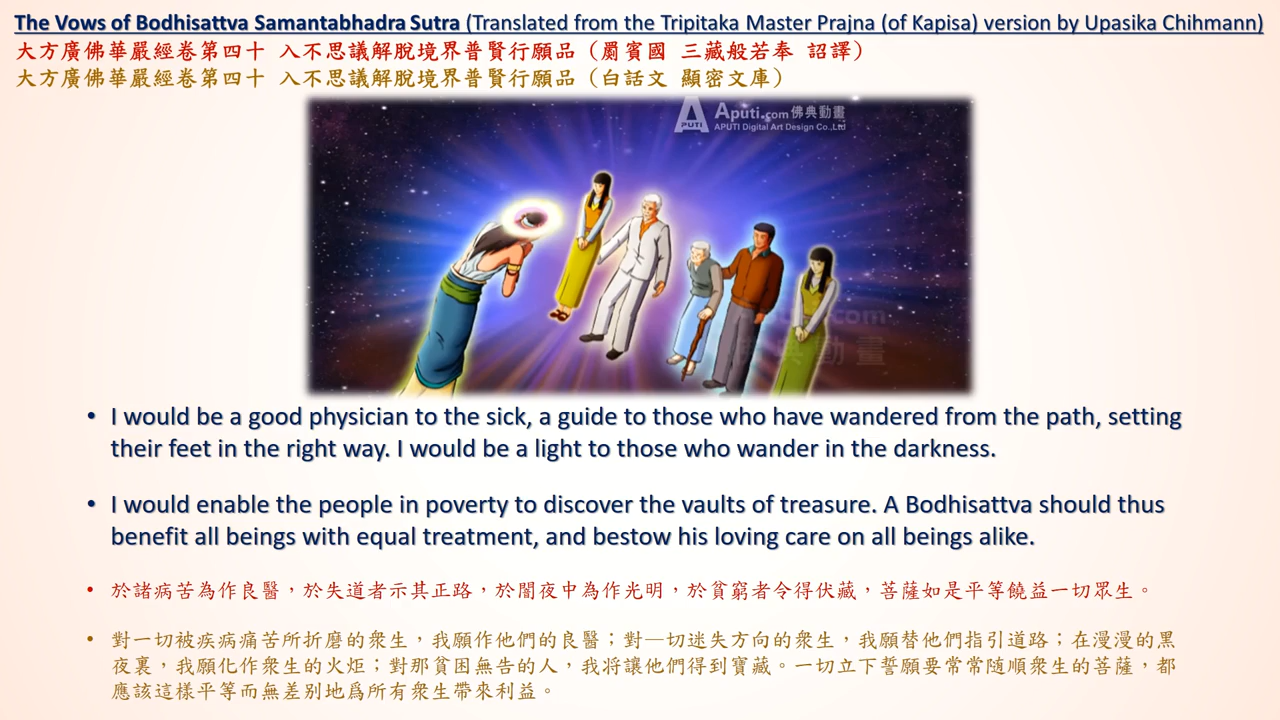 The Vows of Bodhisattva Samantabhadra Sutra (Translated from the Tripitaka Master Prajna (of Kapisa) version by Upasika Chihmann)
大方廣佛華嚴經卷第四十 入不思議解脫境界普賢行願品（罽賓國 三藏般若奉 詔譯）
大方廣佛華嚴經卷第四十 入不思議解脫境界普賢行願品（白話文 顯密文庫）
A APUTI Aputi.com 佛典動畫
APUTI Digital Art Design Co.,Ltd
佛典動畫
• I would be a good physician to the sick, a guide to those who have wandered from the path, setting
their feet in the right way. I would be a light to those who wander in the darkness.
• I would enable the people in poverty to discover the vaults of treasure. A Bodhisattva should thus
benefit all beings with equal treatment, and bestow his loving care on all beings alike.
• 於諸病苦為作良醫，於失道者示其正路，於闇夜中為作光明，於貧窮者令得伏藏，菩薩如是平等饒益一切眾生。
• 對一切被疾病痛苦所折磨的衆生，我願作他們的良醫；對一切迷失方向的衆生，我願替他們指引道路；在漫漫的黑
夜裏，我願化作衆生的火炬；對那貧困無告的人，我將讓他們得到寶藏。一切立下誓願要常常随順衆生的菩薩，都
應該這樣平等而無差别地爲所有衆生帶來利益。